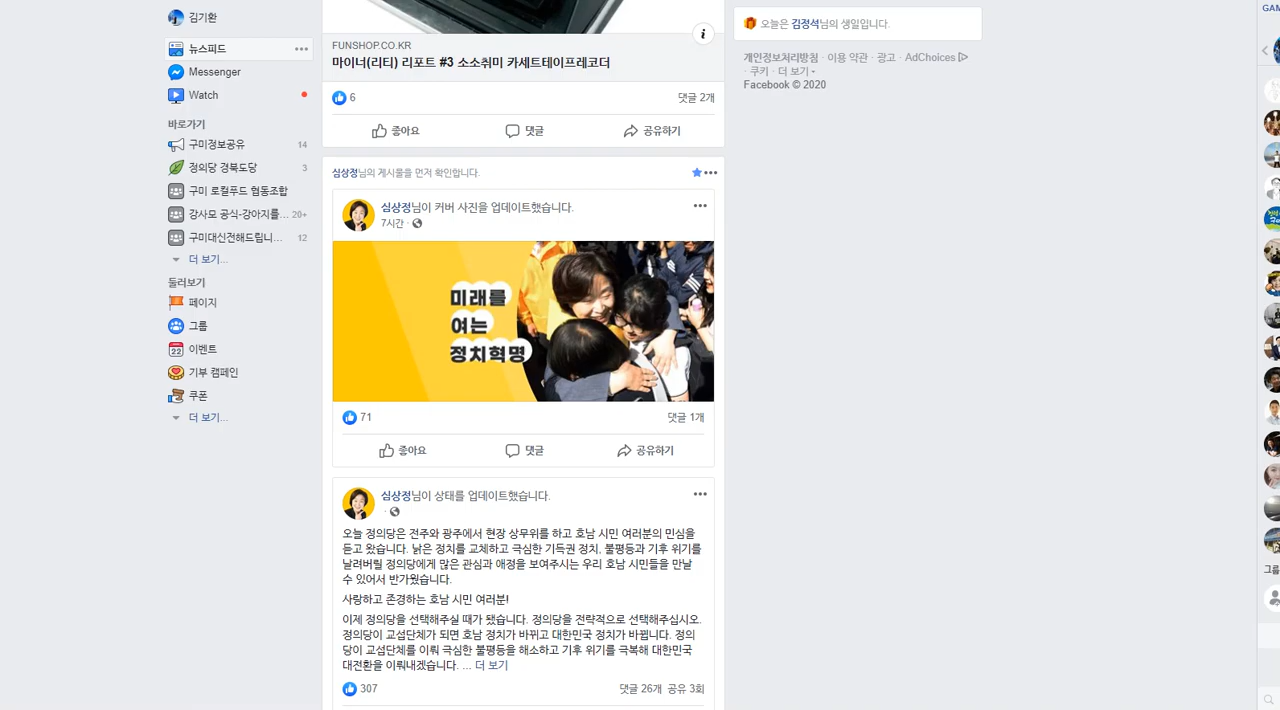 김기환
뉴스피드
Messenger
Watch
바로가기
구미정보공유 14
정의당 경북도당 3
구미 로컬푸드 협동조합
강사모 공식-강아지를... 20+
구미대신전해드립니... 12
더 보기...
둘러보기
페이지
그룹
22
이벤트
기부 캠페인
쿠폰
더 보기...
FUNSHOP.CO.KR
마이너(리티) 리포트 #3 소소취미 카세트테이프레코더
6 댓글 2개
좋아요 댓글 공유하기
심상정님의 게시물을 먼저 확인합니다.
심상정님이 커버 사진을 업데이트했습니다.
7시간 ·
미래를
여는
정치혁명
71 댓글 1개
좋아요 댓글 공유하기
심상정님이 상태를 업데이트했습니다.
오늘 정의당은 전주와 광주에서 현장 상무위를 하고 호남 시민 여러분의 민심을
듣고 왔습니다. 낡은 정치를 교체하고 극심한 기득권 정치, 불평등과 기후 위기를
날려버릴 정의당에게 많은 관심과 애정을 보여주시는 우리 호남 시민들을 만날
수 있어서 반가웠습니다.
사랑하고 존경하는 호남 시민 여러분!
이제 정의당을 선택해주실 때가 됐습니다. 정의당을 전략적으로 선택해주십시오.
정의당이 교섭단체가 되면 호남 정치가 바뀌고 대한민국 정치가 바뀝니다. 정의
당이 교섭단체를 이뤄 극심한 불평등을 해소하고 기후 위기를 극복해 대한민국
대전환을 이뤄내겠습니다. ... 더 보기
307 댓글 26개 공유 3회
오늘은 김정석님의 생일입니다.
개인정보처리방침 · 이용 약관 · 광고 · AdChoices
· 쿠키 · 더 보기
Facebook © 2020
GAM
그룹